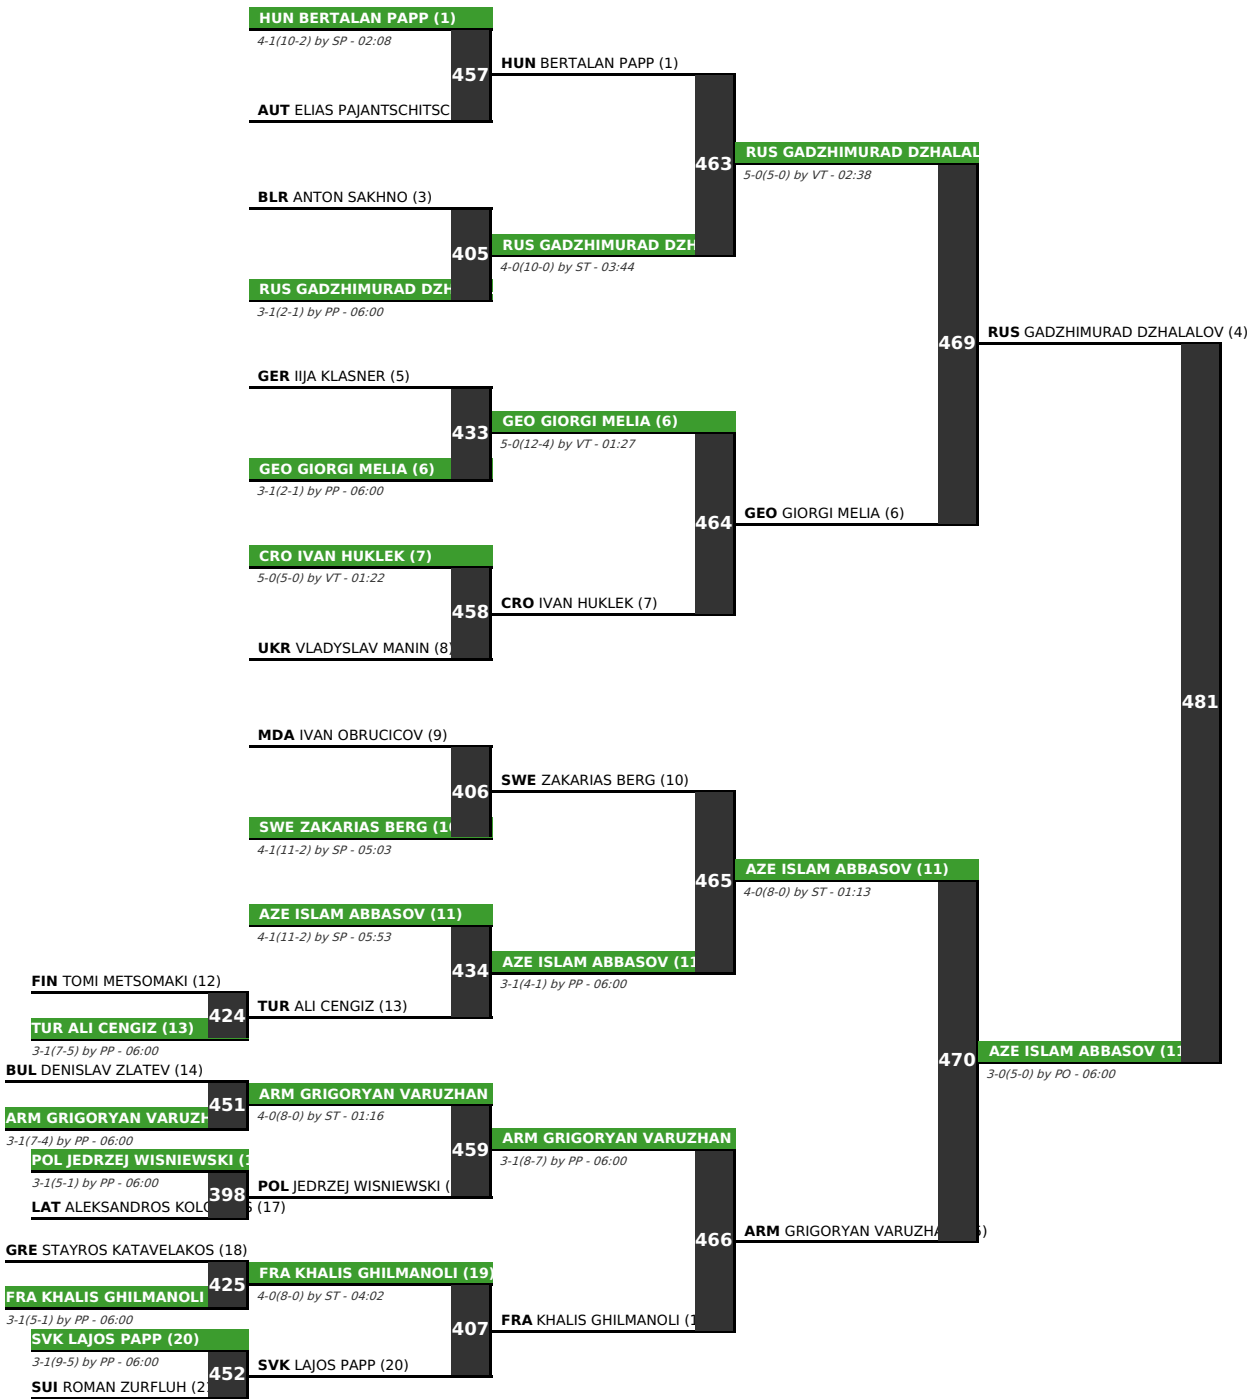 HUN BERTALAN PAPP (1)
4-1(10-2) by SP - 02:08
457
HUN BERTALAN PAPP (1)
AUT ELIAS PAJANTSCHITSC
463
RUS GADZHIMURAD DZHALAL
5-0(5-0) by VT - 02:38
BLR ANTON SAKHNO (3)
405
RUS GADZHIMURAD DZH
4-0(10-0) by ST - 03:44
RUS GADZHIMURAD DZH
3-1(2-1) by PP - 06:00
469
RUS GADZHIMURAD DZHALALOV (4)
GER IIJA KLASNER (5)
433
GEO GIORGI MELIA (6)
5-0(12-4) by VT - 01:27
GEO GIORGI MELIA (6)
3-1(2-1) by PP - 06:00
464
GEO GIORGI MELIA (6)
CRO IVAN HUKLEK (7)
5-0(5-0) by VT - 01:22
458
CRO IVAN HUKLEK (7)
UKR VLADYSLAV MANIN (8)
481
MDA IVAN OBRUCICOV (9)
406
SWE ZAKARIAS BERG (10)
SWE ZAKARIAS BERG (10
4-1(11-2) by SP - 05:03
465
AZE ISLAM ABBASOV (11)
4-0(8-0) by ST - 01:13
AZE ISLAM ABBASOV (11)
4-1(11-2) by SP - 05:53
434
AZE ISLAM ABBASOV (11
3-1(4-1) by PP - 06:00
FIN TOMI METSOMAKI (12)
424
TUR ALI CENGIZ (13)
TUR ALI CENGIZ (13)
3-1(7-5) by PP - 06:00
470
AZE ISLAM ABBASOV (11
3-0(5-0) by PO - 06:00
BUL DENISLAV ZLATEV (14)
451
ARM GRIGORYAN VARUZHAN
4-0(8-0) by ST - 01:16
ARM GRIGORYAN VARUZH
3-1(7-4) by PP - 06:00
459
ARM GRIGORYAN VARUZHAN
3-1(8-7) by PP - 06:00
POL JEDRZEJ WISNIEWSKI (1
3-1(5-1) by PP - 06:00
398
POL JEDRZEJ WISNIEWSKI (
LAT ALEKSANDROS KOLO S (17)
466
ARM GRIGORYAN VARUZHA 5)
GRE STAYROS KATAVELAKOS (18)
425
FRA KHALIS GHILMANOLI (19)
4-0(8-0) by ST - 04:02
FRA KHALIS GHILMANOLI
3-1(5-1) by PP - 06:00
407
FRA KHALIS GHILMANOLI (1
SVK LAJOS PAPP (20)
3-1(9-5) by PP - 06:00
452
SVK LAJOS PAPP (20)
SUI ROMAN ZURFLUH (21